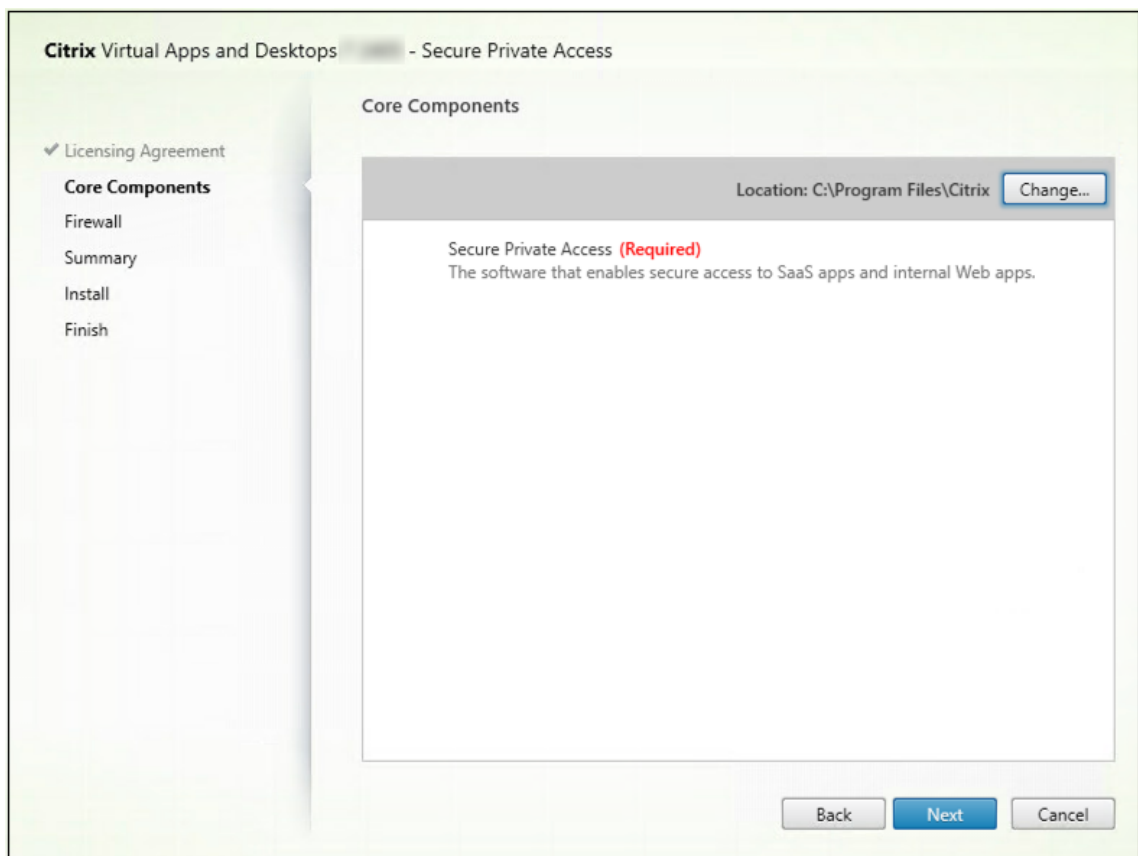 Citrix Virtual Apps and Desktops - Secure Private Access
Core Components
Licensing Agreement
Core Components
Firewall
Summary
Install
Finish
Location: C:\Program Files\Citrix Change...
Secure Private Access (Required)
The software that enables secure access to SaaS apps and internal Web apps.
Back Next Cancel